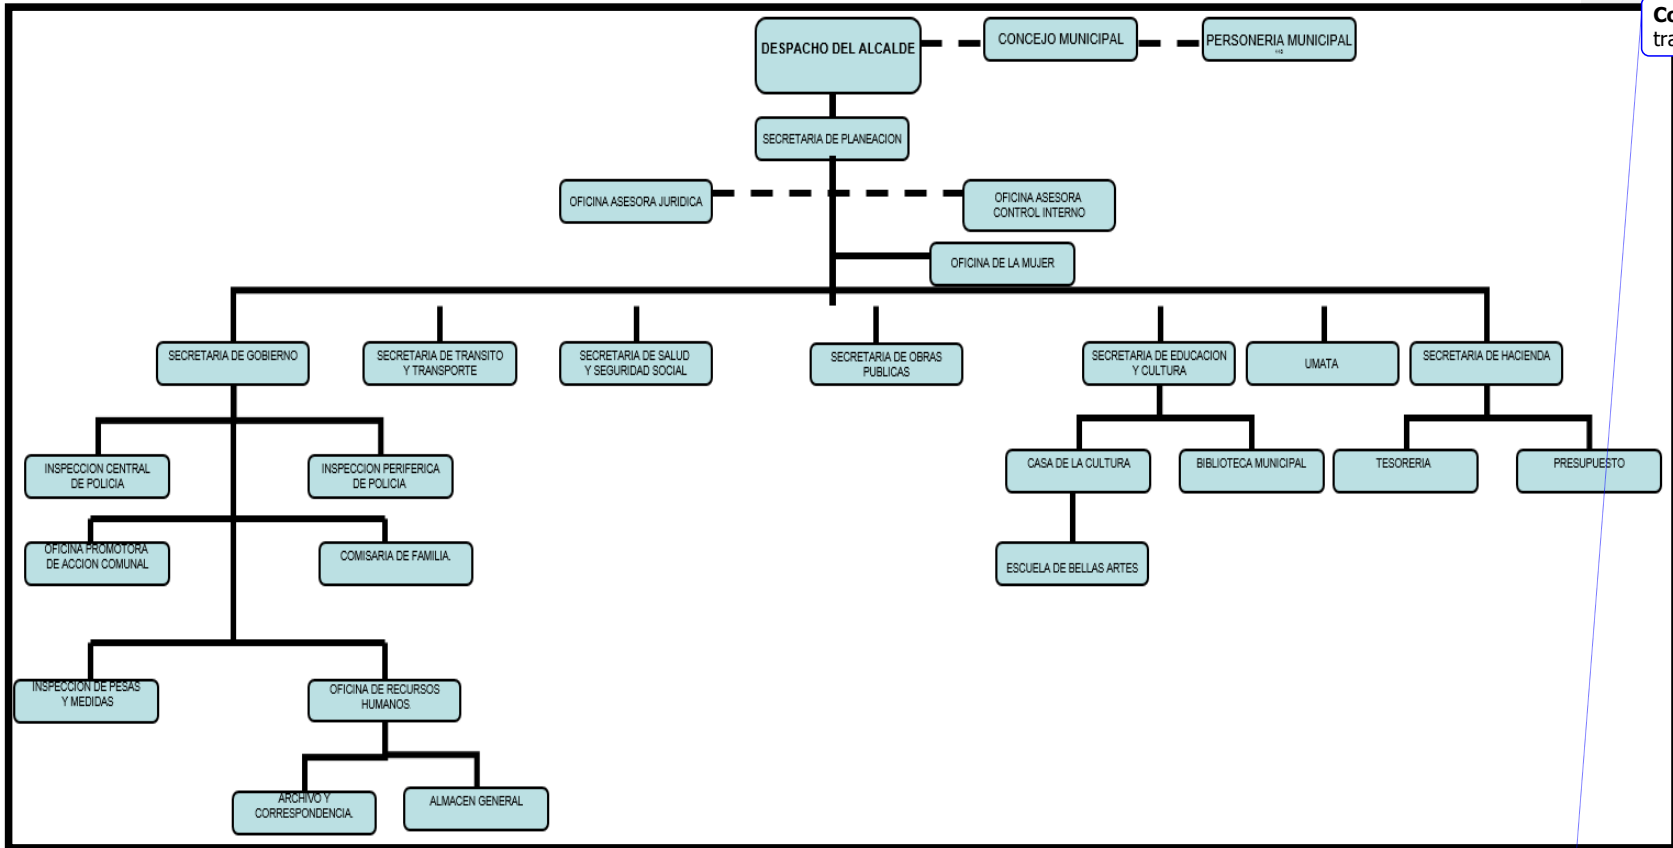 DESPACHO DEL ALCALDE
CONCEJO MUNICIPAL
PERSONERIA MUNICIPAL
Co
tra
SECRETARIA DE PLANEACION
OFICINA ASESORA JURIDICA
OFICINA ASESORA
CONTROL INTERNO
OFICINA DE LA MUJER
SECRETARIA DE GOBIERNO
SECRETARIA DE TRANSITO
Y TRANSPORTE
SECRETARIA DE SALUD
Y SEGURIDAD SOCIAL
SECRETARIA DE OBRAS
PUBLICAS
SECRETARIA DE EDUCACION
Y CULTURA
UMATA
SECRETARIA DE HACIENDA
INSPECCION CENTRAL
DE POLICIA
INSPECCION PERIFERICA
DE POLICIA
CASA DE LA CULTURA
BIBLIOTECA MUNICIPAL
TESORERIA
PRESUPUESTO
OFICINA PROMOTORA
DE ACCION COMUNAL
COMISARIA DE FAMILIA.
ESCUELA DE BELLAS ARTES
INSPECCION DE PESAS
Y MEDIDAS
OFICINA DE RECURSOS
HUMANOS.
ARCHIVO Y
CORRESPONDENCIA.
ALMACEN GENERAL